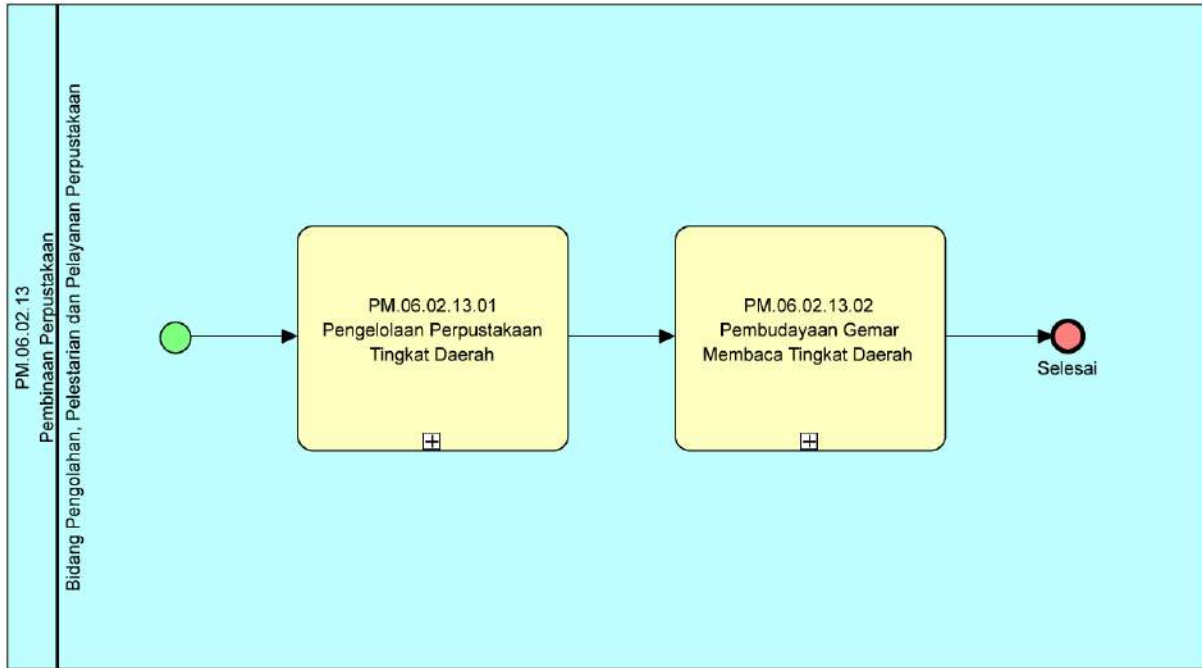 PM.06.02.13
Pembinaan Perpustakaan
Bidang Pengolahan, Pelestarian dan Pelayanan Perpustakaan
PM.06.02.13.01
Pengelolaan Perpustakaan
Tingkat Daerah
PM.06.02.13.02
Pembudayaan Gemar
Membaca Tingkat Daerah
Selesai